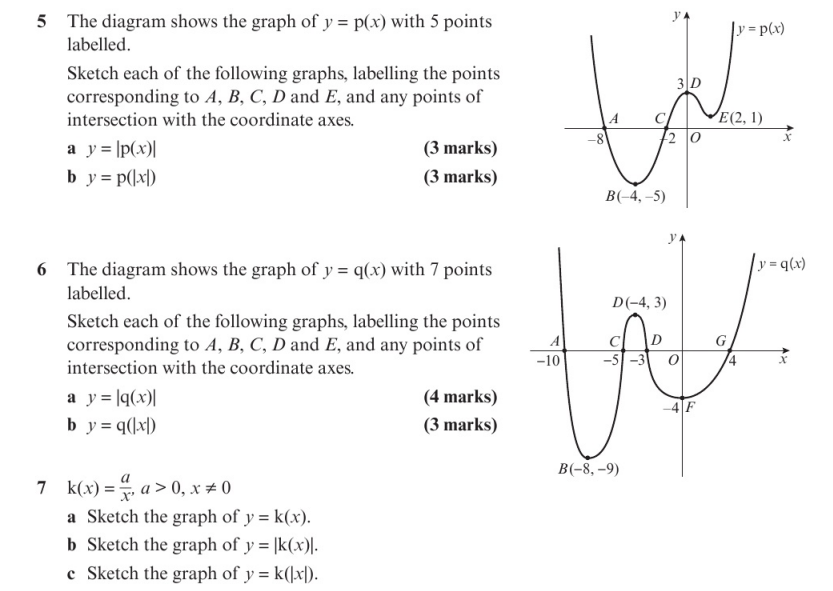 5 The diagram shows the graph of y = p(x) with 5 points
labelled.
Sketch each of the following graphs, labelling the points
corresponding to A, B, C, D and E, and any points of
intersection with the coordinate axes.
a y = |p(x)| (3 marks)
b y = p(|x|) (3 marks)
y
y = p(x)
3 D
A
C
E(2, 1)
–8
–2
O
x
B(–4, –5)
6 The diagram shows the graph of y = q(x) with 7 points
labelled.
Sketch each of the following graphs, labelling the points
corresponding to A, B, C, D and E, and any points of
intersection with the coordinate axes.
a y = |q(x)| (4 marks)
b y = q(|x|) (3 marks)
y
y = q(x)
D(–4, 3)
A
C
D
G
–10
–5
–3
O
4
x
–4 F
B(–8, –9)
7 k(x) = a/x, a > 0, x ≠ 0
a Sketch the graph of y = k(x).
b Sketch the graph of y = |k(x)|.
c Sketch the graph of y = k(|x|).